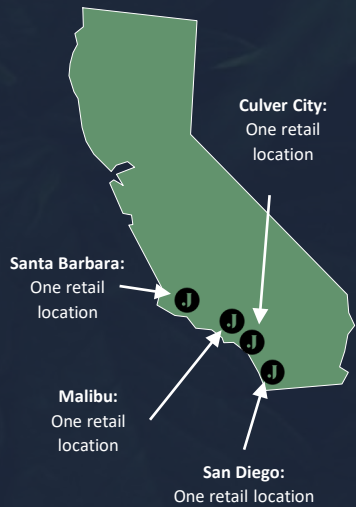 Culver City:
One retail
location
Santa Barbara:
One retail
location
Malibu:
One retail
location
San Diego:
One retail location
.J
.J
.J
.J